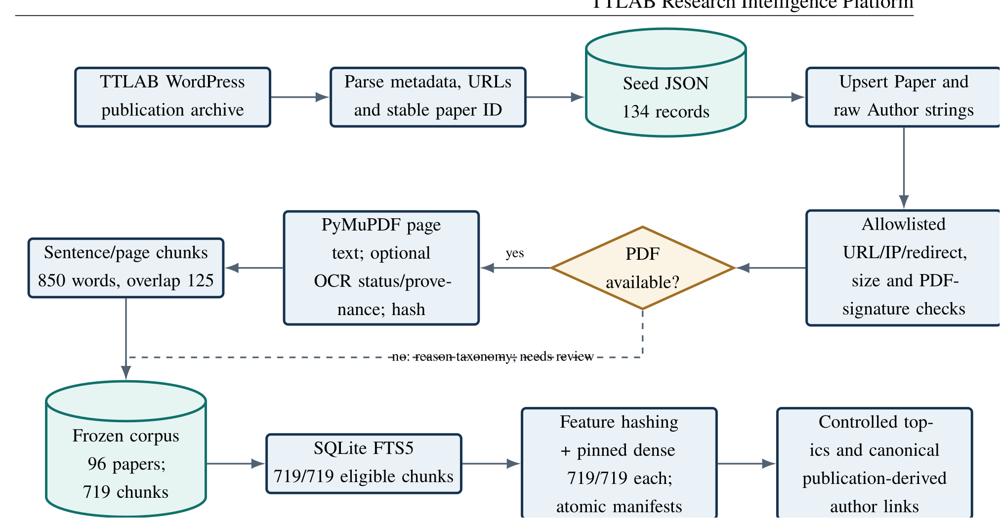 TTLAB Research Intelligence Platform
TTLAB WordPress
publication archive
Parse metadata, URLs
and stable paper ID
Seed JSON
134 records
Upsert Paper and
raw Author strings
Allowlisted
URL/IP/redirect,
size and PDF-
signature checks
PDF
available?
yes
PyMuPDF page
text; optional
OCR status/prove-
nance; hash
Sentence/page chunks
850 words, overlap 125
no: reason taxonomy; needs review
Frozen corpus
96 papers;
719 chunks
SQLite FTS5
719/719 eligible chunks
Feature hashing
+ pinned dense
719/719 each;
atomic manifests
Controlled top-
ics and canonical
publication-derived
author links